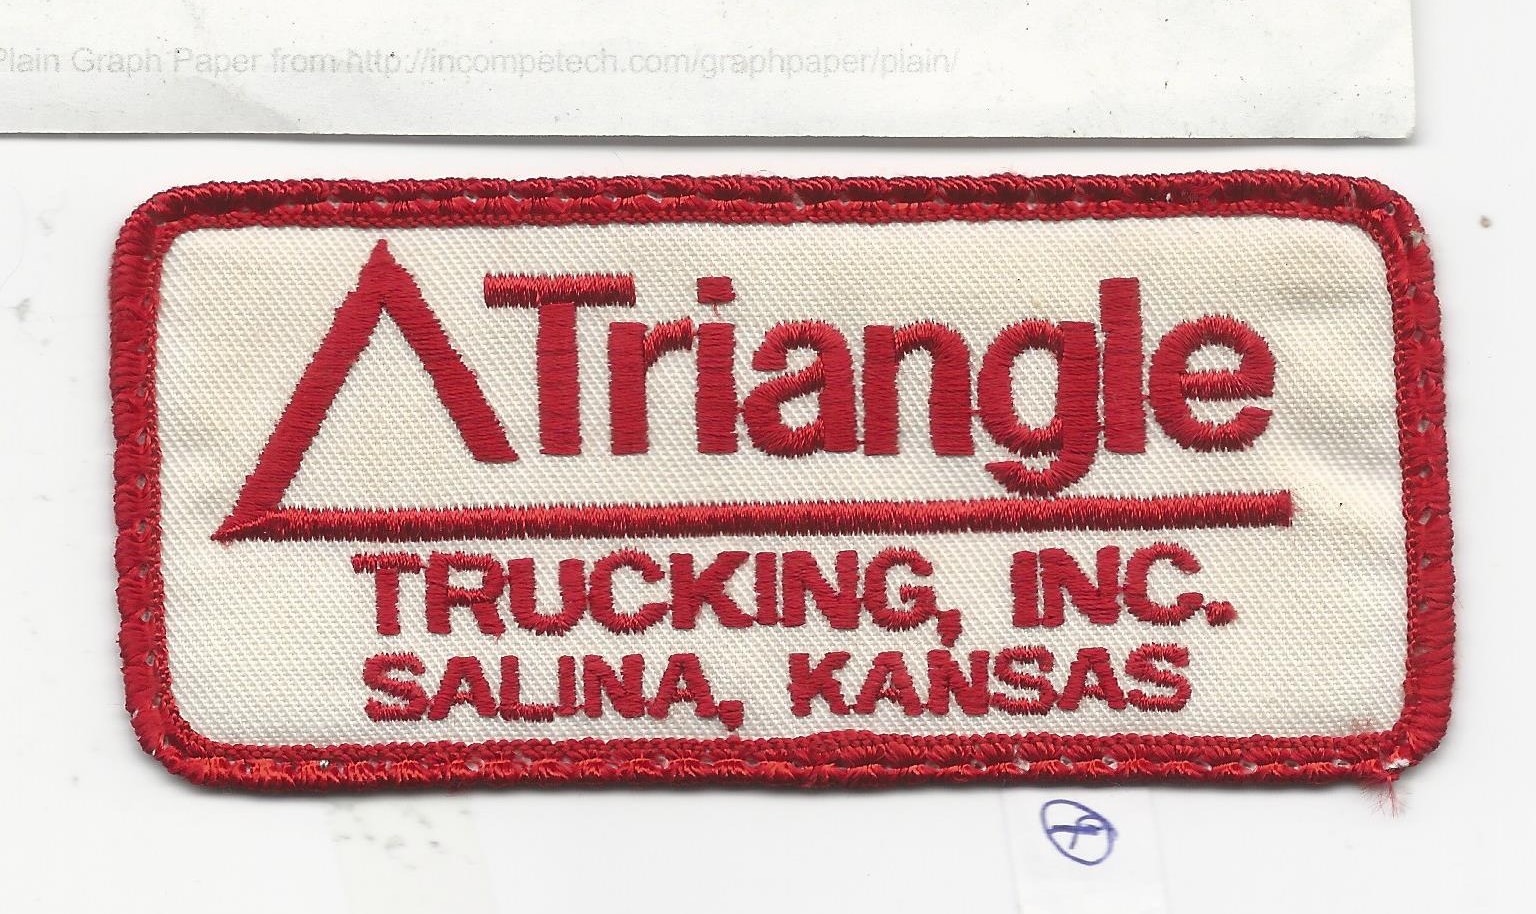 Plain Graph Paper from http://incompetech.com/graphpaper/plain/
Triangle
TRUCKING, INC.
SALINA, KANSAS